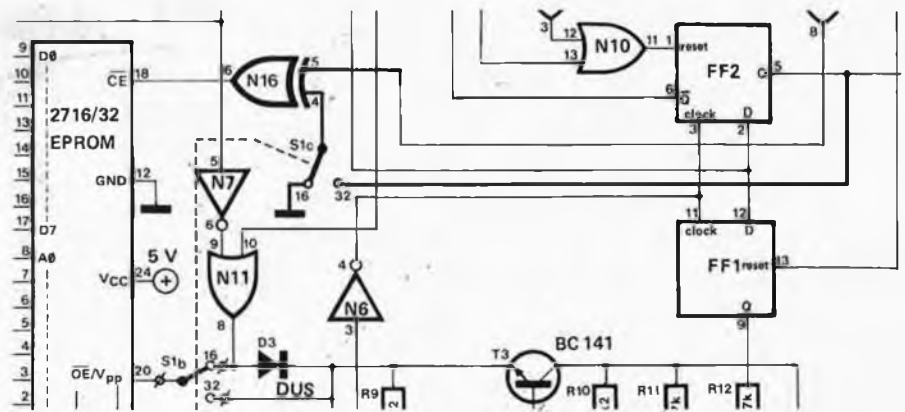 9
10
11
13
14
15
16
17
8
7
6
5
4
3
2
D0
CE 18
2716/32
EPROM
GND 12
D7
A0
5 V
VCC 24 +
OE/Vpp 20
S1b
16
32
6 N16 5
4
S1c
16
32
5
N7
6
9 10
N11
8
D3
DUS
4
N6
3
R9
2
T3
BC 141
R10
R11
7k
R12
7k
3
12
13
N10
11 1 reset
FF2
5
6 Q
clock D
3 2
8
11 12
clock D
FF1 reset 13
Q
9